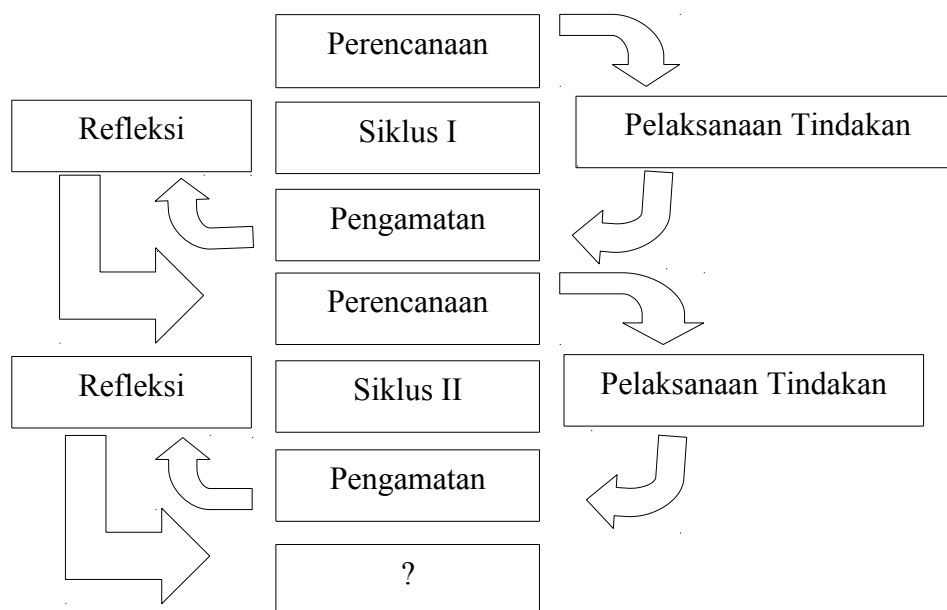 Perencanaan
Refleksi
Siklus I
Pelaksanaan Tindakan
Pengamatan
Perencanaan
Refleksi
Siklus II
Pelaksanaan Tindakan
Pengamatan
?